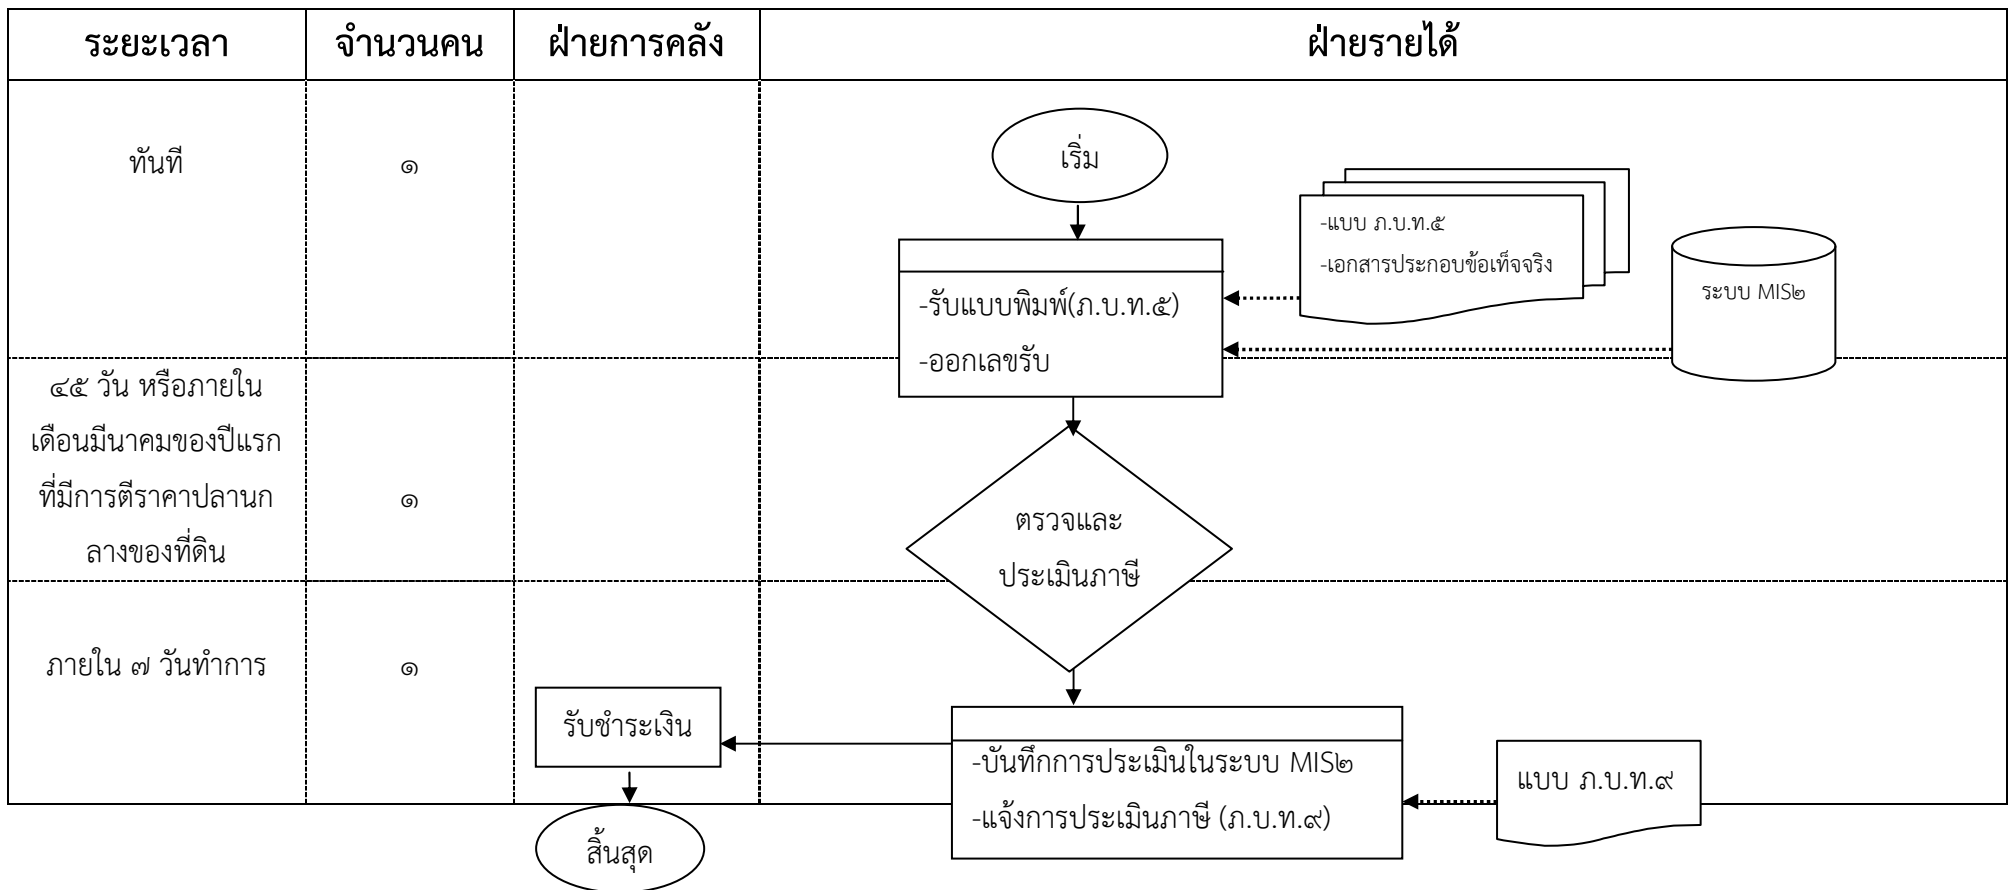 ระยะเวลา จำนวนคน ฝ่ายการคลัง ฝ่ายรายได้
เริ่ม
ทันที ๑
-แบบ ภ.บ.ท.๕
-เอกสารประกอบข้อเท็จจริง
ระบบ MIS๒
-รับแบบพิมพ์(ภ.บ.ท.๕)
-ออกเลขรับ
๔๕ วัน หรือภายใน
เดือนมีนาคมของปีแรก
ที่มีการตีราคาปลานก
ลางของที่ดิน
๑
ตรวจและ
ประเมินภาษี
ภายใน ๗ วันทำการ ๑
รับชำระเงิน
-บันทึกการประเมินในระบบ MIS๒
-แจ้งการประเมินภาษี (ภ.บ.ท.๙)
แบบ ภ.บ.ท.๙
สิ้นสุด